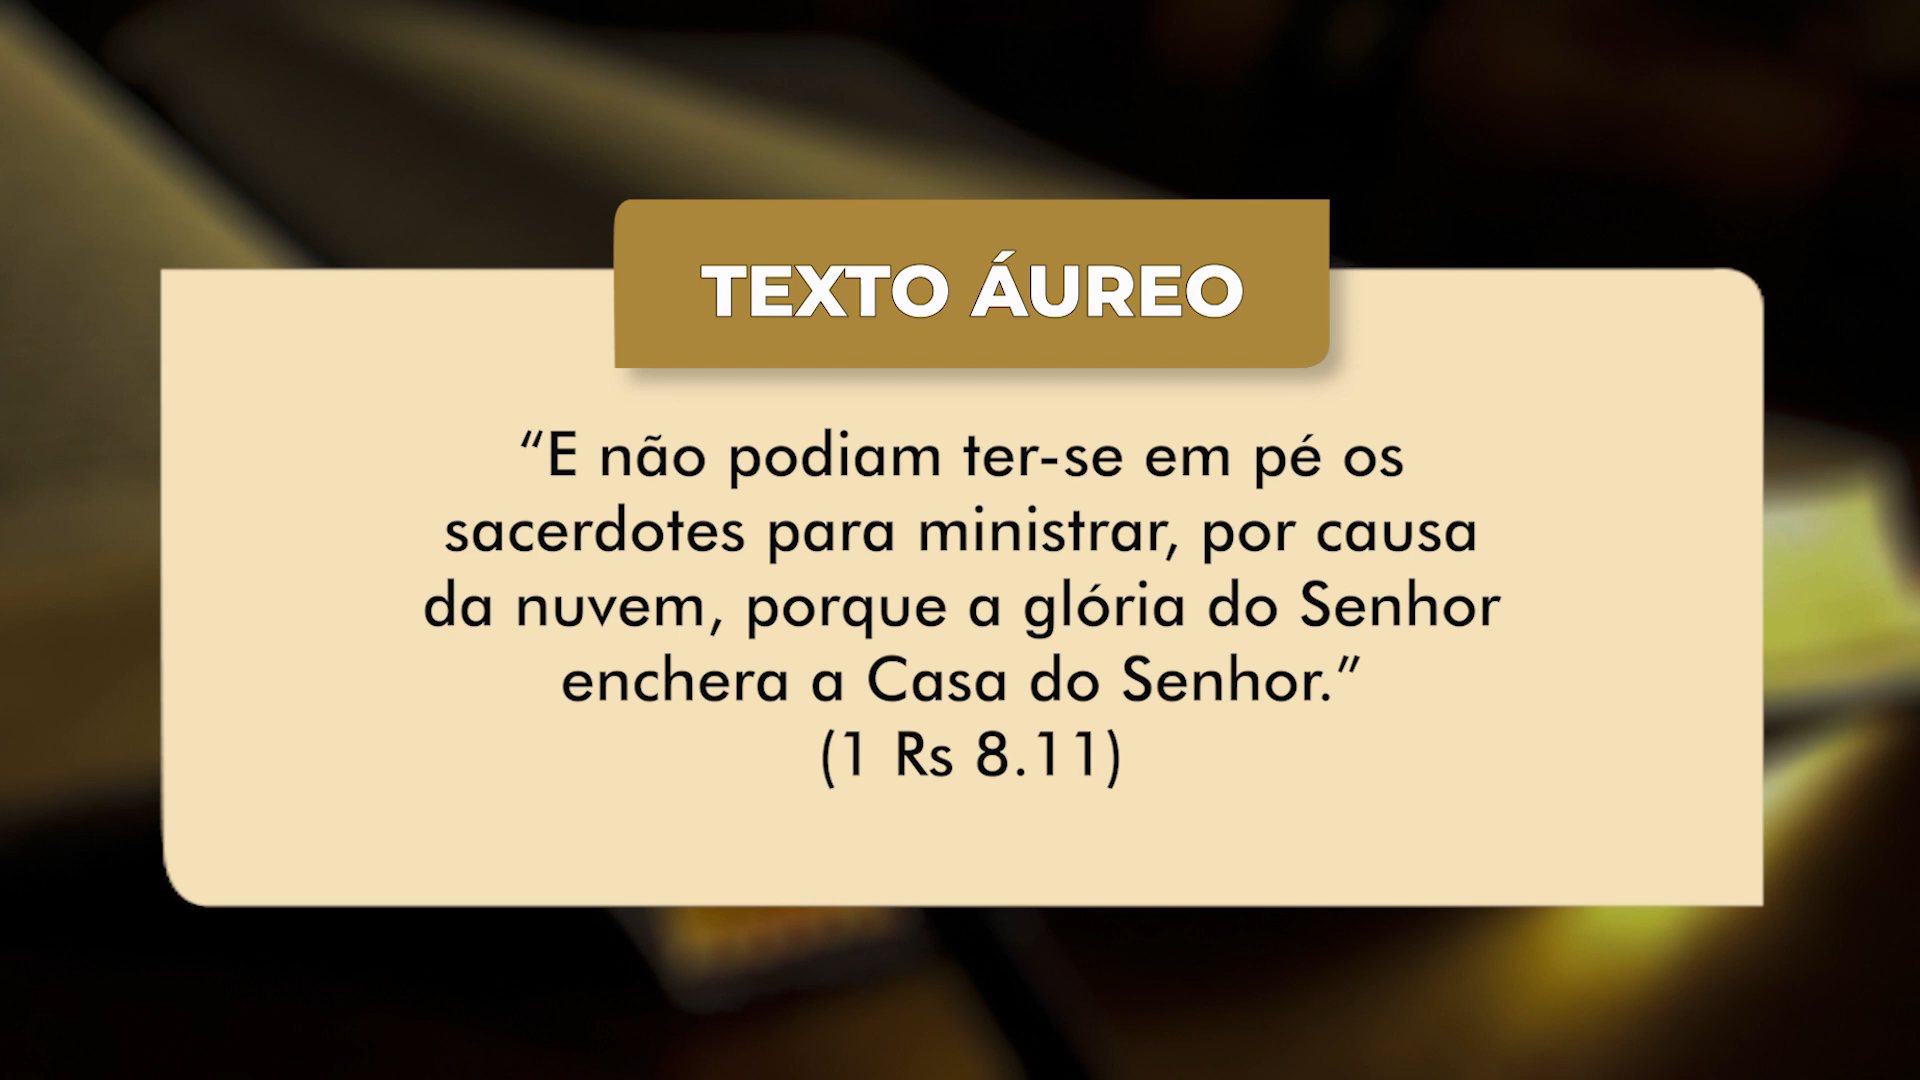 TEXTO ÁUREO
“E não podiam ter-se em pé os
sacerdotes para ministrar, por causa
da nuvem, porque a glória do Senhor
enchera a Casa do Senhor.”
(1 Rs 8.11)